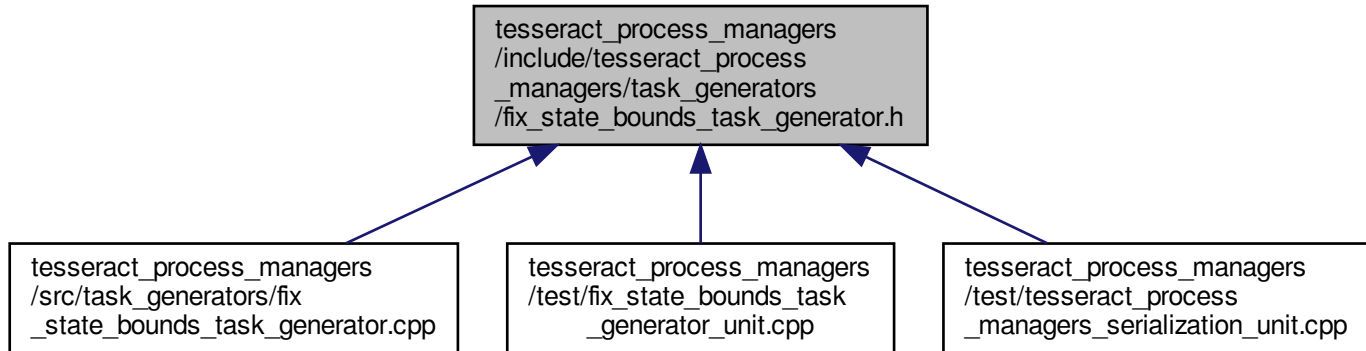 tesseract_process_managers
/include/tesseract_process
_managers/task_generators
/fix_state_bounds_task_generator.h
tesseract_process_managers
/src/task_generators/fix
_state_bounds_task_generator.cpp
tesseract_process_managers
/test/fix_state_bounds_task
_generator_unit.cpp
tesseract_process_managers
/test/tesseract_process
_managers_serialization_unit.cpp